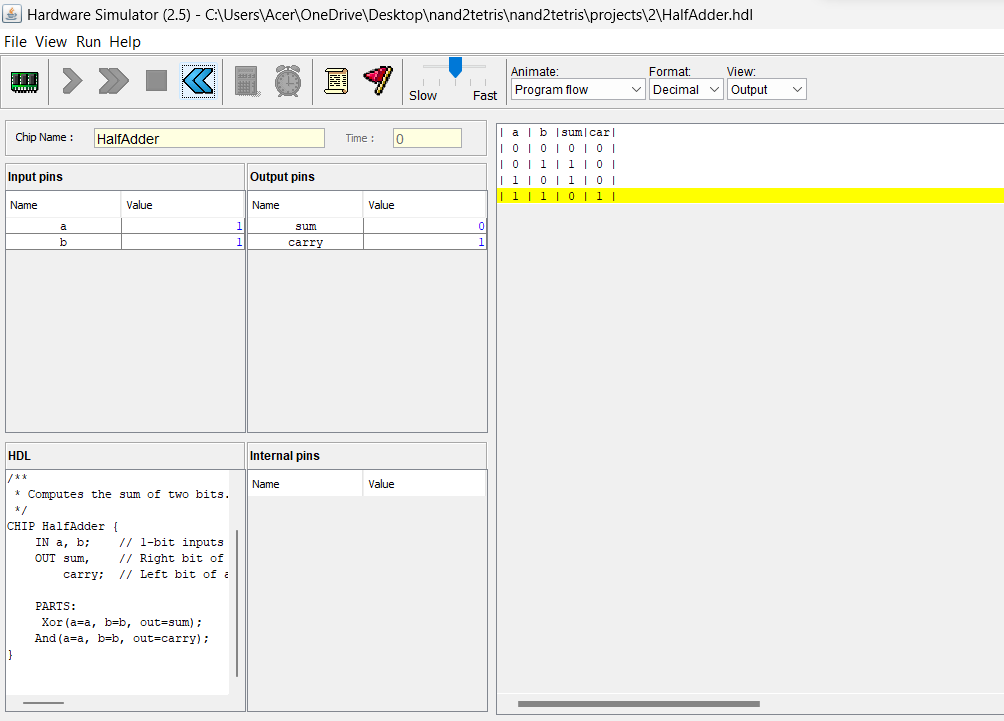 Hardware Simulator (2.5) - C:\Users\Acer\OneDrive\Desktop\nand2tetris\nand2tetris\projects\2\HalfAdder.hdl
File View Run Help
Slow Fast
Animate: Format: View:
Program flow Decimal Output
Chip Name : HalfAdder Time : 0
Input pins Output pins
Name Value Name Value
a 1 sum 0
b 1 carry 1
| a | b |sum|car|
| 0 | 0 | 0 | 0 |
| 0 | 1 | 1 | 0 |
| 1 | 0 | 1 | 0 |
| 1 | 1 | 0 | 1 |
HDL
/**
 * Computes the sum of two bits.
 */
CHIP HalfAdder {
    IN a, b;    // 1-bit inputs
    OUT sum,    // Right bit of
        carry;  // Left bit of a
    PARTS:
     Xor(a=a, b=b, out=sum);
    And(a=a, b=b, out=carry);
}
Internal pins
Name Value